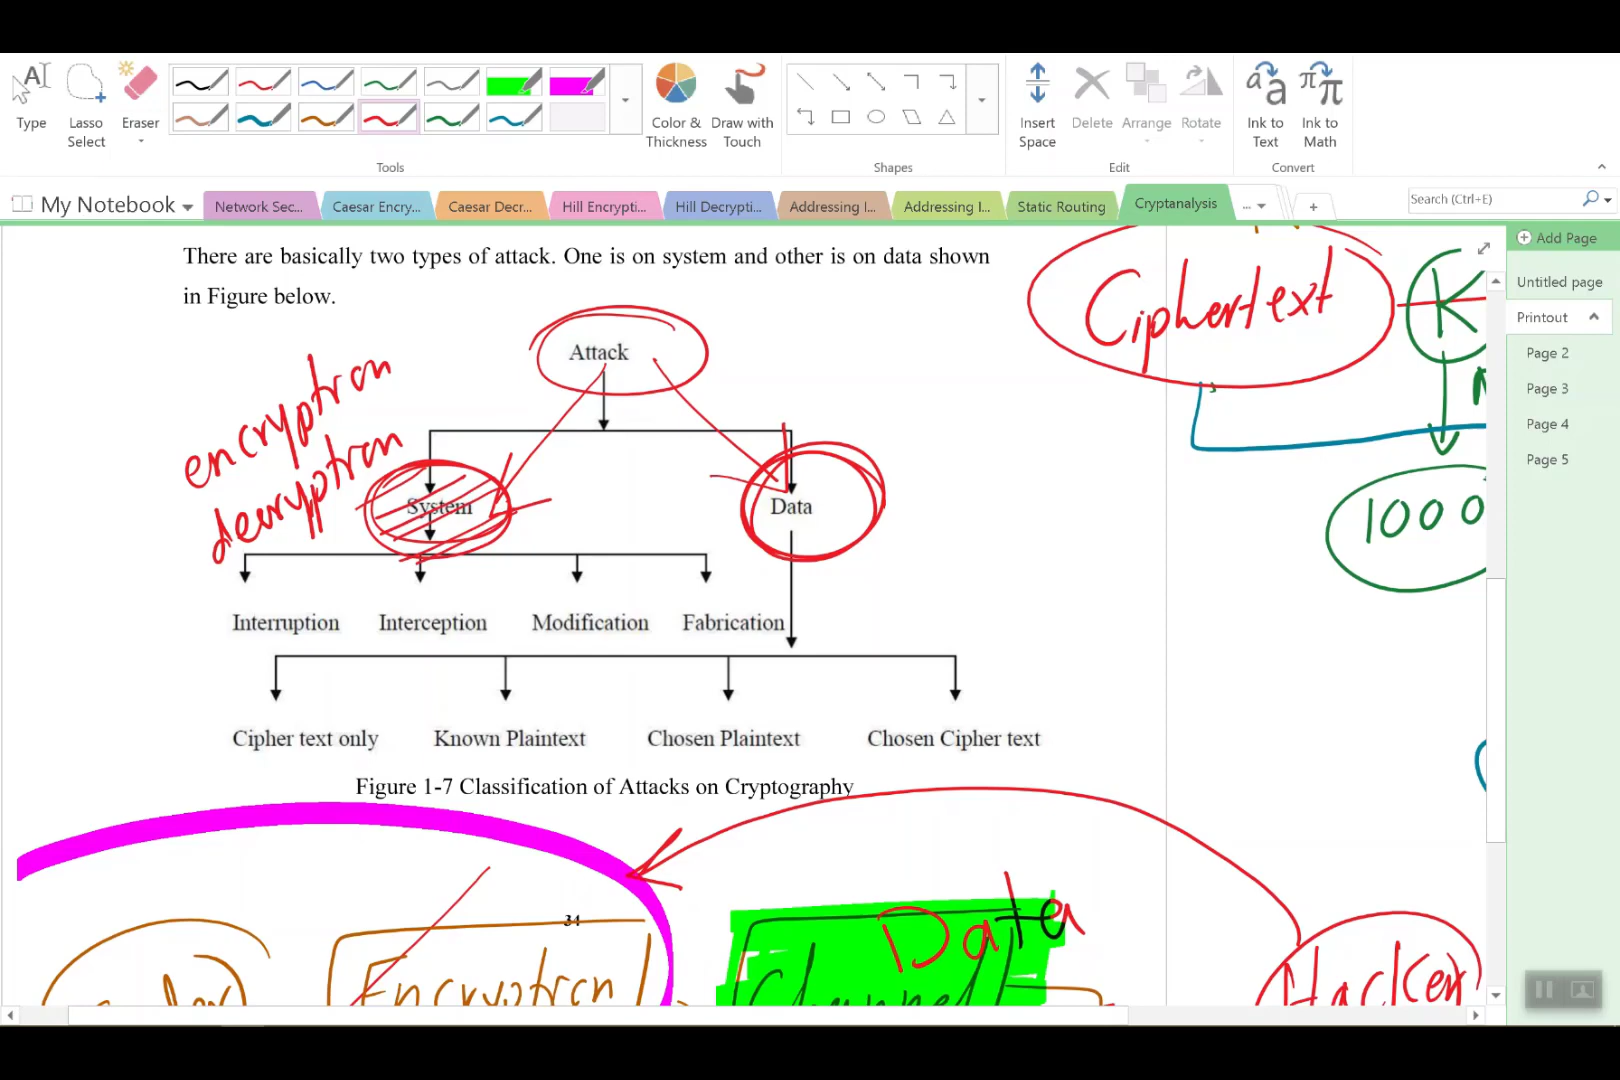 Type
Lasso Select
Eraser
Color & Thickness
Draw with Touch
Insert Space
Delete
Arrange
Rotate
Ink to Text
Ink to Math
Tools
Shapes
Edit
Convert
My Notebook
Network Sec...
Caesar Encry...
Caesar Decr...
Hill Encrypti...
Hill Decrypti...
Addressing I...
Addressing I...
Static Routing
Cryptanalysis
...
Search (Ctrl+E)
Add Page
Untitled page
Printout
Page 2
Page 3
Page 4
Page 5
There are basically two types of attack. One is on system and other is on data shown
in Figure below.
Ciphertext
K
Attack
encryption
decryption
System
Data
1000
Interruption Interception Modification Fabrication
Cipher text only Known Plaintext Chosen Plaintext Chosen Cipher text
Figure 1-7 Classification of Attacks on Cryptography
34
Data
Encryption
Channel
Hacker